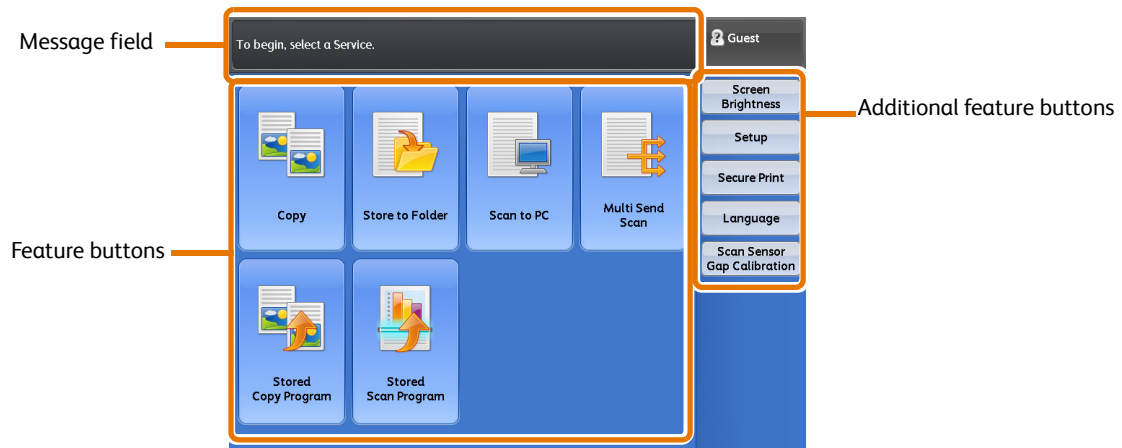 Message field
To begin, select a Service.
Guest
Screen
Brightness
Additional feature buttons
Setup
Secure Print
Copy
Store to Folder
Scan to PC
Multi Send
Scan
Language
Feature buttons
Scan Sensor
Gap Calibration
Stored
Copy Program
Stored
Scan Program